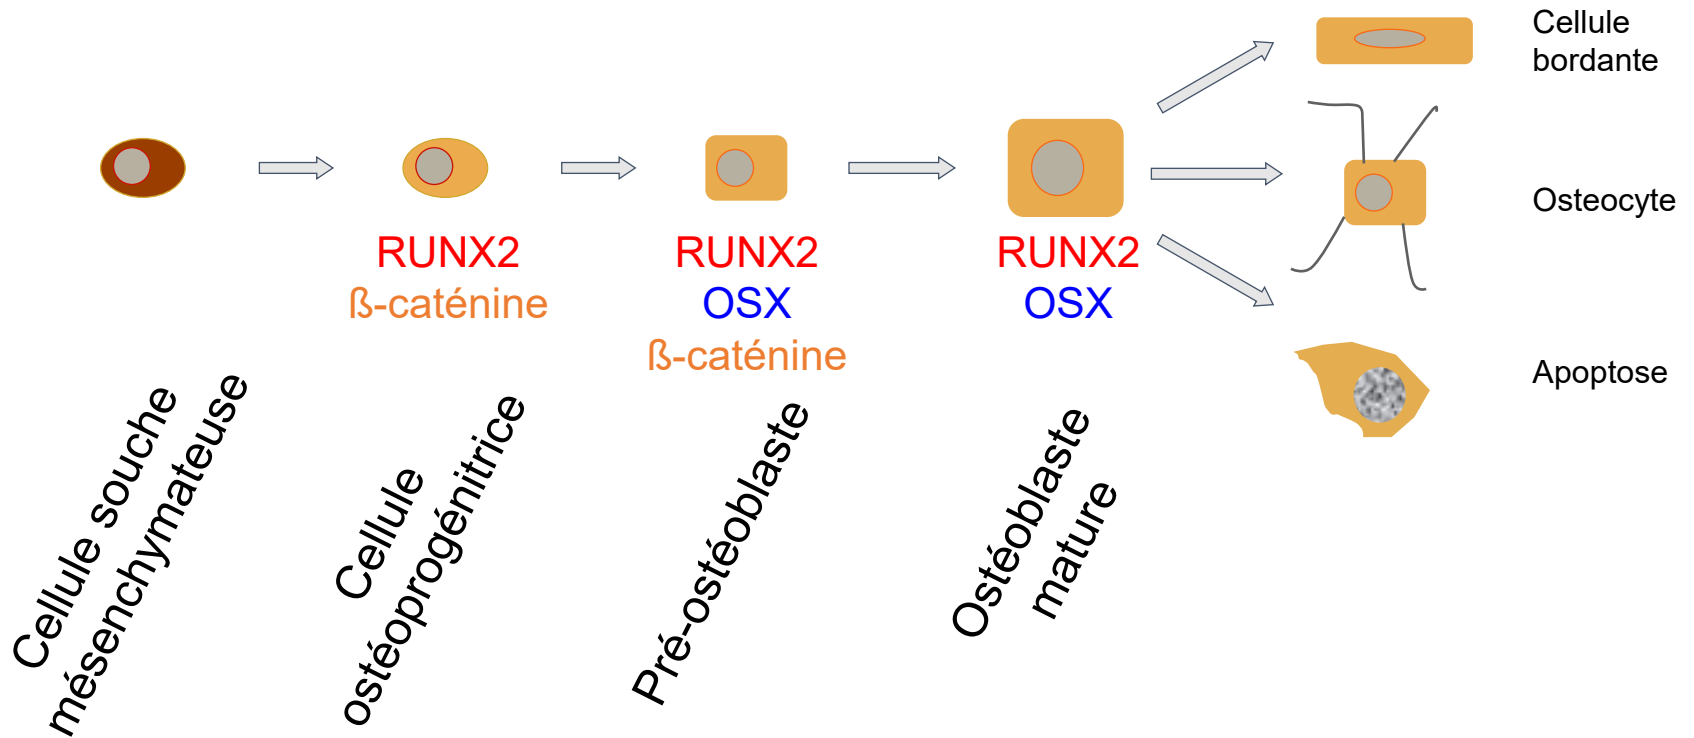 Cellule
bordante
Osteocyte
Apoptose
RUNX2
ß-caténine
RUNX2
OSX
ß-caténine
RUNX2
OSX
Cellule souche
mésenchymateuse
Cellule
ostéoprogénitrice
Pré-ostéoblaste
Ostéoblaste
mature